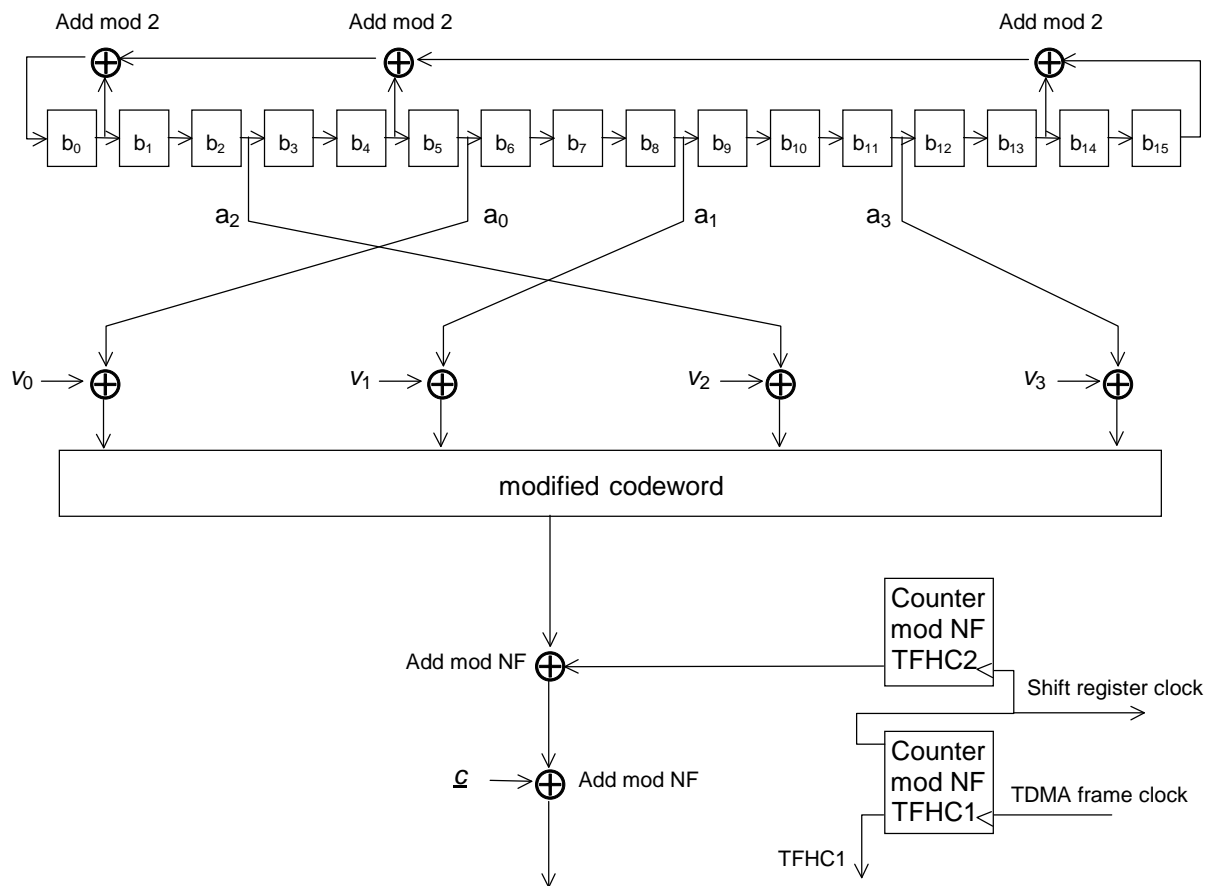 Add mod 2 Add mod 2 Add mod 2
b0 b1 b2 b3 b4 b5 b6 b7 b8 b9 b10 b11 b12 b13 b14 b15
a2 a0 a1 a3
v0 v1 v2 v3
modified codeword
Counter
mod NF
TFHC2
Add mod NF
Shift register clock
Counter
mod NF
TFHC1
c Add mod NF
TDMA frame clock
TFHC1